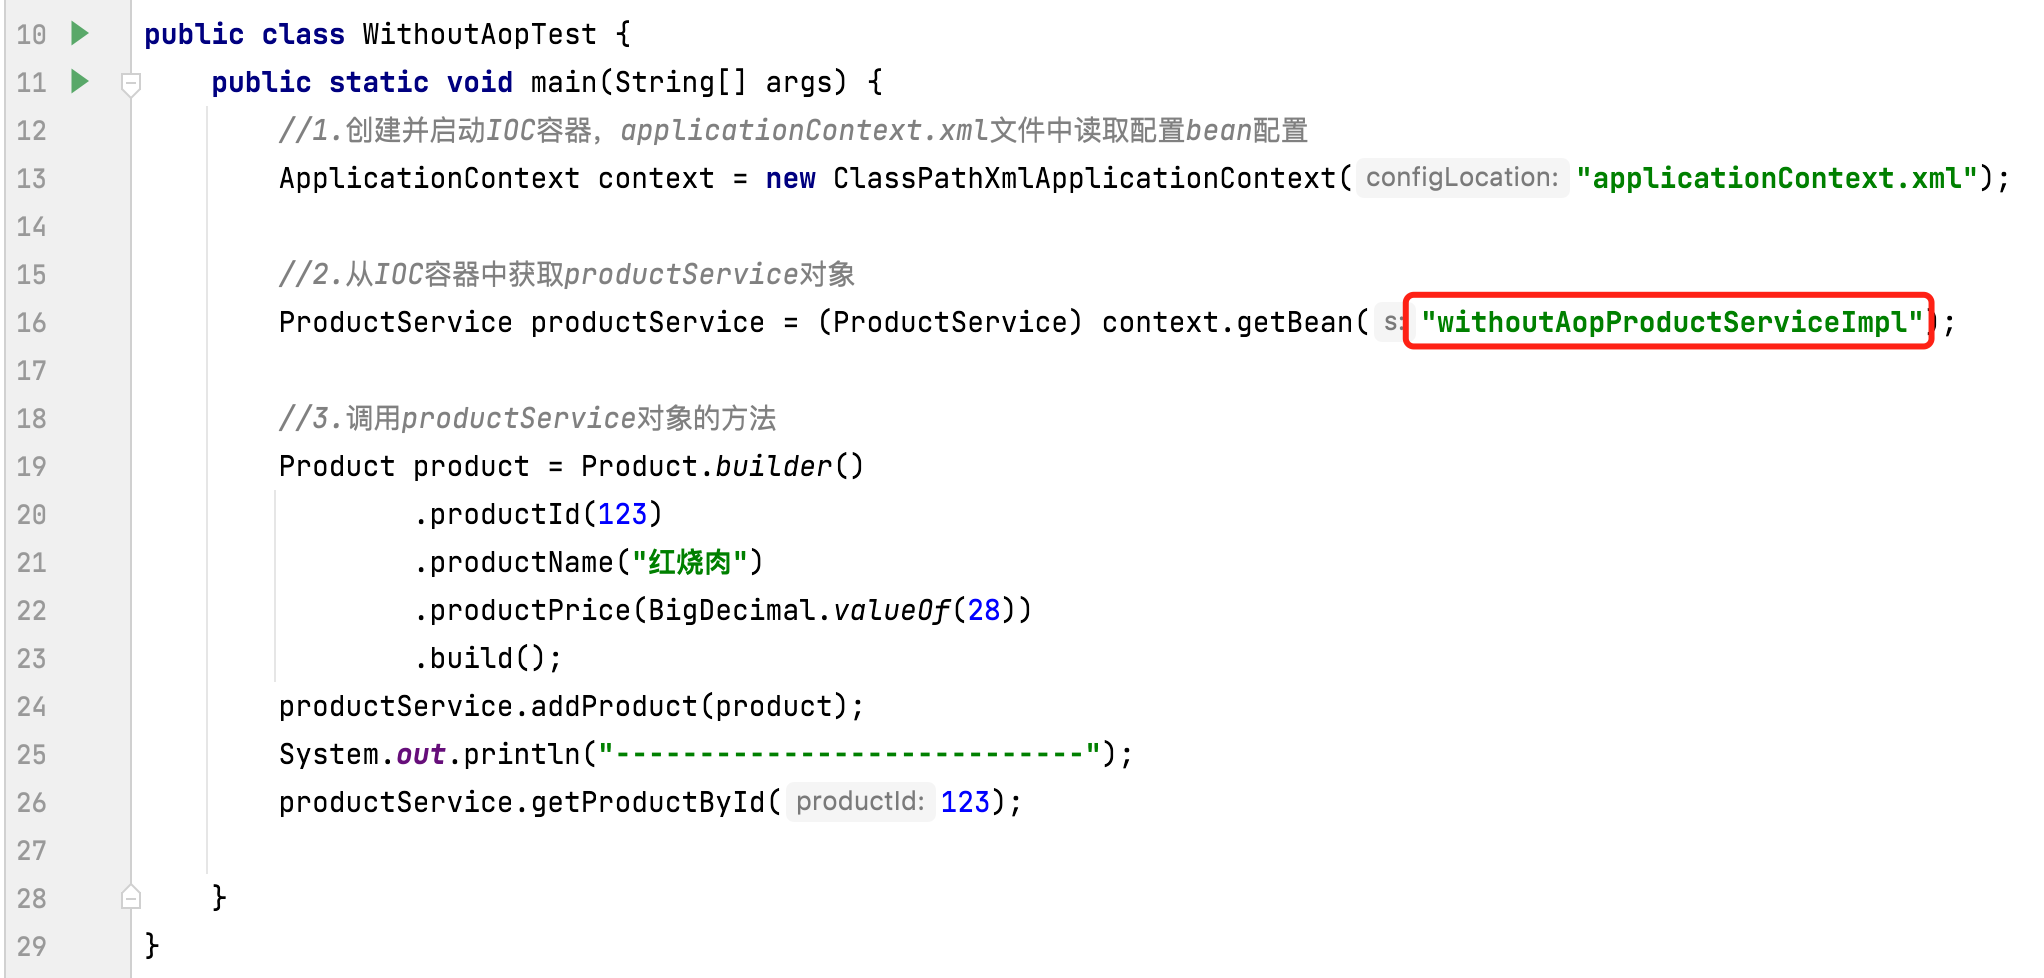 10 public class WithoutAopTest {
11 public static void main(String[] args) {
12 //1.创建并启动IOC容器，applicationContext.xml文件中读取配置bean配置
13 ApplicationContext context = new ClassPathXmlApplicationContext( configLocation: "applicationContext.xml");
14
15 //2.从IOC容器中获取productService对象
16 ProductService productService = (ProductService) context.getBean( s: "withoutAopProductServiceImpl");
17
18 //3.调用productService对象的方法
19 Product product = Product.builder()
20 .productId(123)
21 .productName("红烧肉")
22 .productPrice(BigDecimal.valueOf(28))
23 .build();
24 productService.addProduct(product);
25 System.out.println("----------------------------");
26 productService.getProductById( productId: 123);
27
28 }
29 }